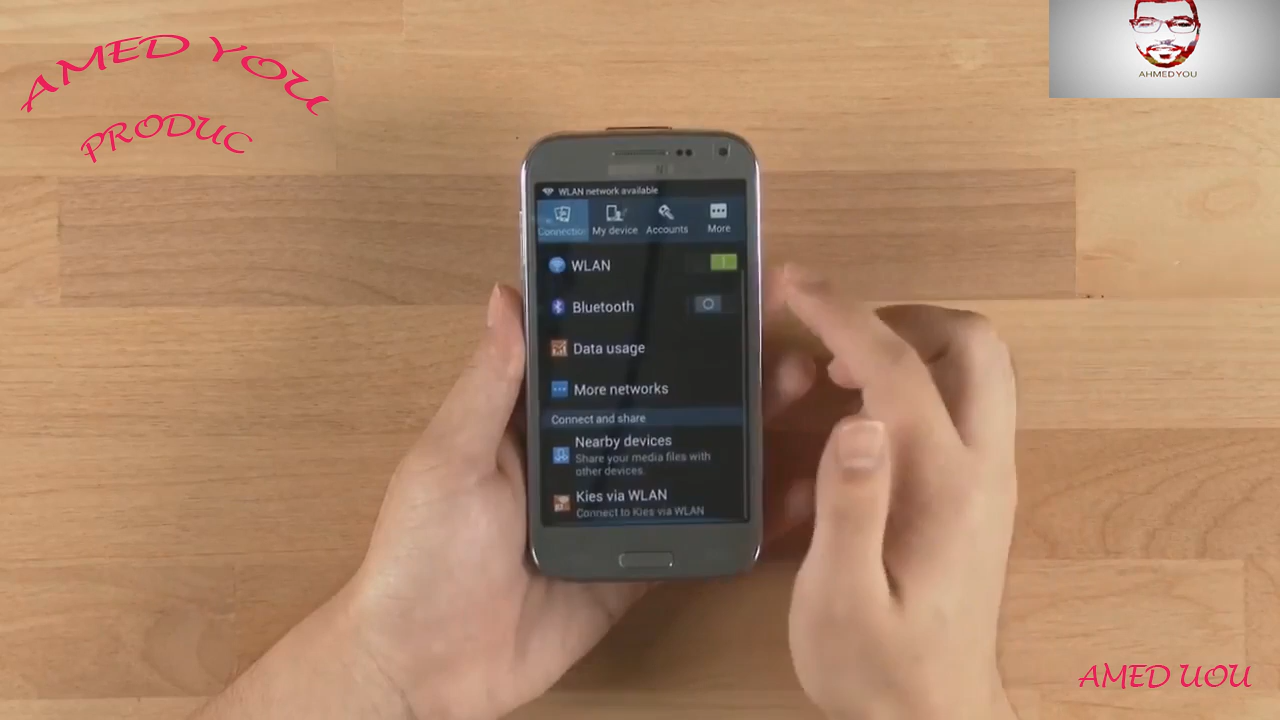 AMED YOU
PRODUC
AHMED YOU
WLAN network available
Connection
My device
Accounts
More
WLAN
Bluetooth
Data usage
More networks
Connect and share
Nearby devices
Share your media files with
other devices.
Kies via WLAN
Connect to Kies via WLAN
AMED UOU